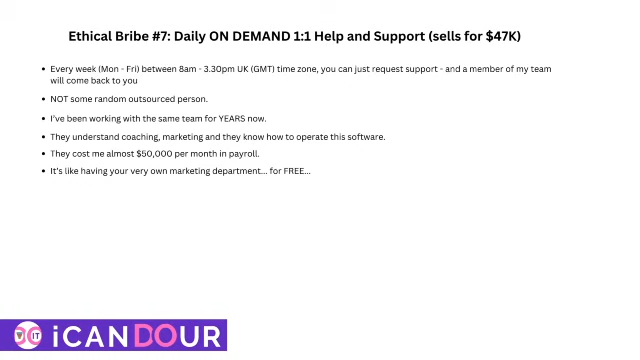 Ethical Bribe #7: Daily ON DEMAND 1:1 Help and Support (sells for $47K)
• Every week (Mon - Fri) between 8am - 3.30pm UK (GMT) time zone, you can just request support - and a member of my team
will come back to you
• NOT some random outsourced person.
• I've been working with the same team for YEARS now.
• They understand coaching, marketing and they know how to operate this software.
• They cost me almost $50,000 per month in payroll.
• It's like having your very own marketing department... for FREE...
IT iCANDOUR